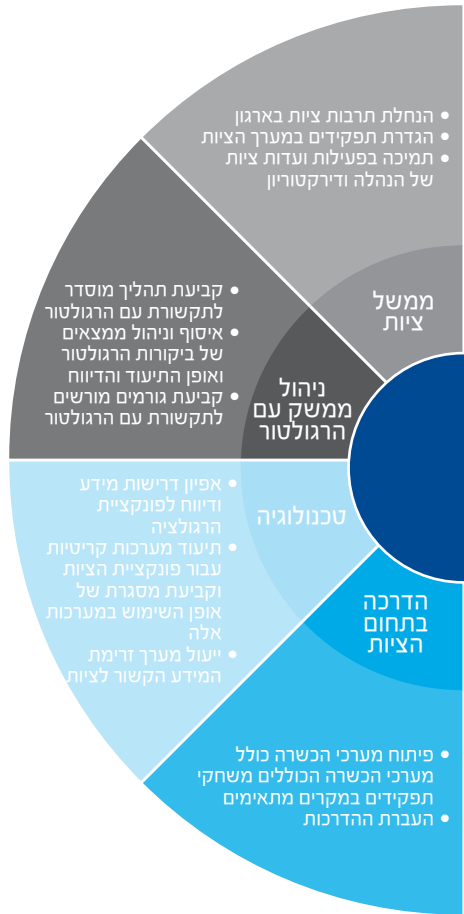 • הנחלת תרבות ציות בארגון
• הגדרת תפקידים במערך הציות
• תמיכה בפעילות ועדות ציות
של הנהלה ודירקטוריון
ממשל
ציות
• קביעת תהליך מוסדר
לתקשורת עם הרגולטור
• איסוף וניהול ממצאים
של ביקורות הרגולטור
ואופן התיעוד והדיווח
• קביעת גורמים מורשים
לתקשורת עם הרגולטור
ניהול
ממשק עם
הרגולטור
• אפיון דרישות מידע
ודיווח לפונקציית
הרגולציה
• תיעוד מערכות קריטיות
עבור פונקציית הציות
וקביעת מסגרת של
אופן השימוש במערכות
אלה
• ייעול מערך זרימת
המידע הקשור לציות
טכנולוגיה
הדרכה
בתחום
הציות
• פיתוח מערכי הכשרה כולל
מערכי הכשרה הכוללים משחקי
תפקידים במקרים מתאימים
• העברת ההדרכות